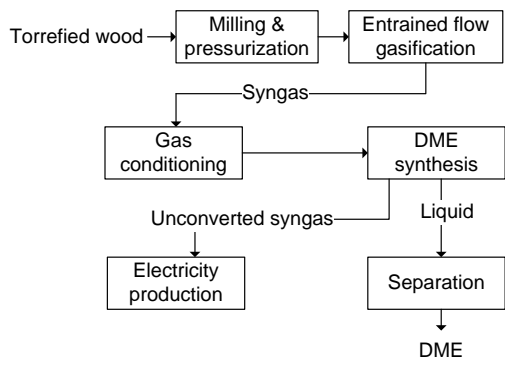 Torrefied wood
Milling &
pressurization
Entrained flow
gasification
Syngas
Gas
conditioning
DME
synthesis
Unconverted syngas
Liquid
Electricity
production
Separation
DME